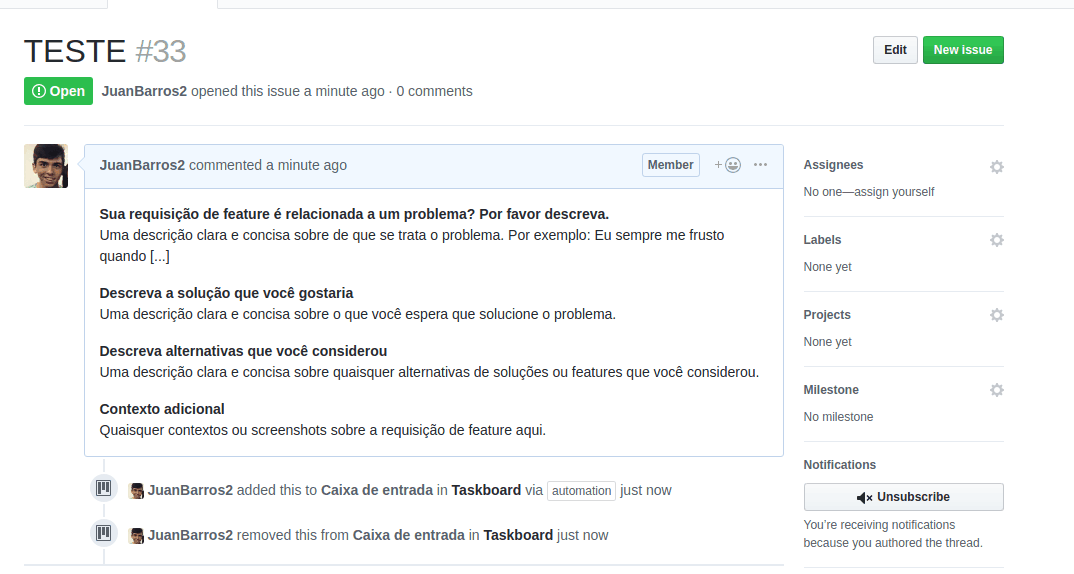 TESTE #33
Edit
New issue
Open
JuanBarros2 opened this issue a minute ago · 0 comments
JuanBarros2 commented a minute ago
Member
+
Sua requisição de feature é relacionada a um problema? Por favor descreva.
Uma descrição clara e concisa sobre de que se trata o problema. Por exemplo: Eu sempre me frusto
quando [...]
Descreva a solução que você gostaria
Uma descrição clara e concisa sobre o que você espera que solucione o problema.
Descreva alternativas que você considerou
Uma descrição clara e concisa sobre quaisquer alternativas de soluções ou features que você considerou.
Contexto adicional
Quaisquer contextos ou screenshots sobre a requisição de feature aqui.
JuanBarros2 added this to Caixa de entrada in Taskboard via automation just now
JuanBarros2 removed this from Caixa de entrada in Taskboard just now
Assignees
No one—assign yourself
Labels
None yet
Projects
None yet
Milestone
No milestone
Notifications
Unsubscribe
You’re receiving notifications
because you authored the thread.